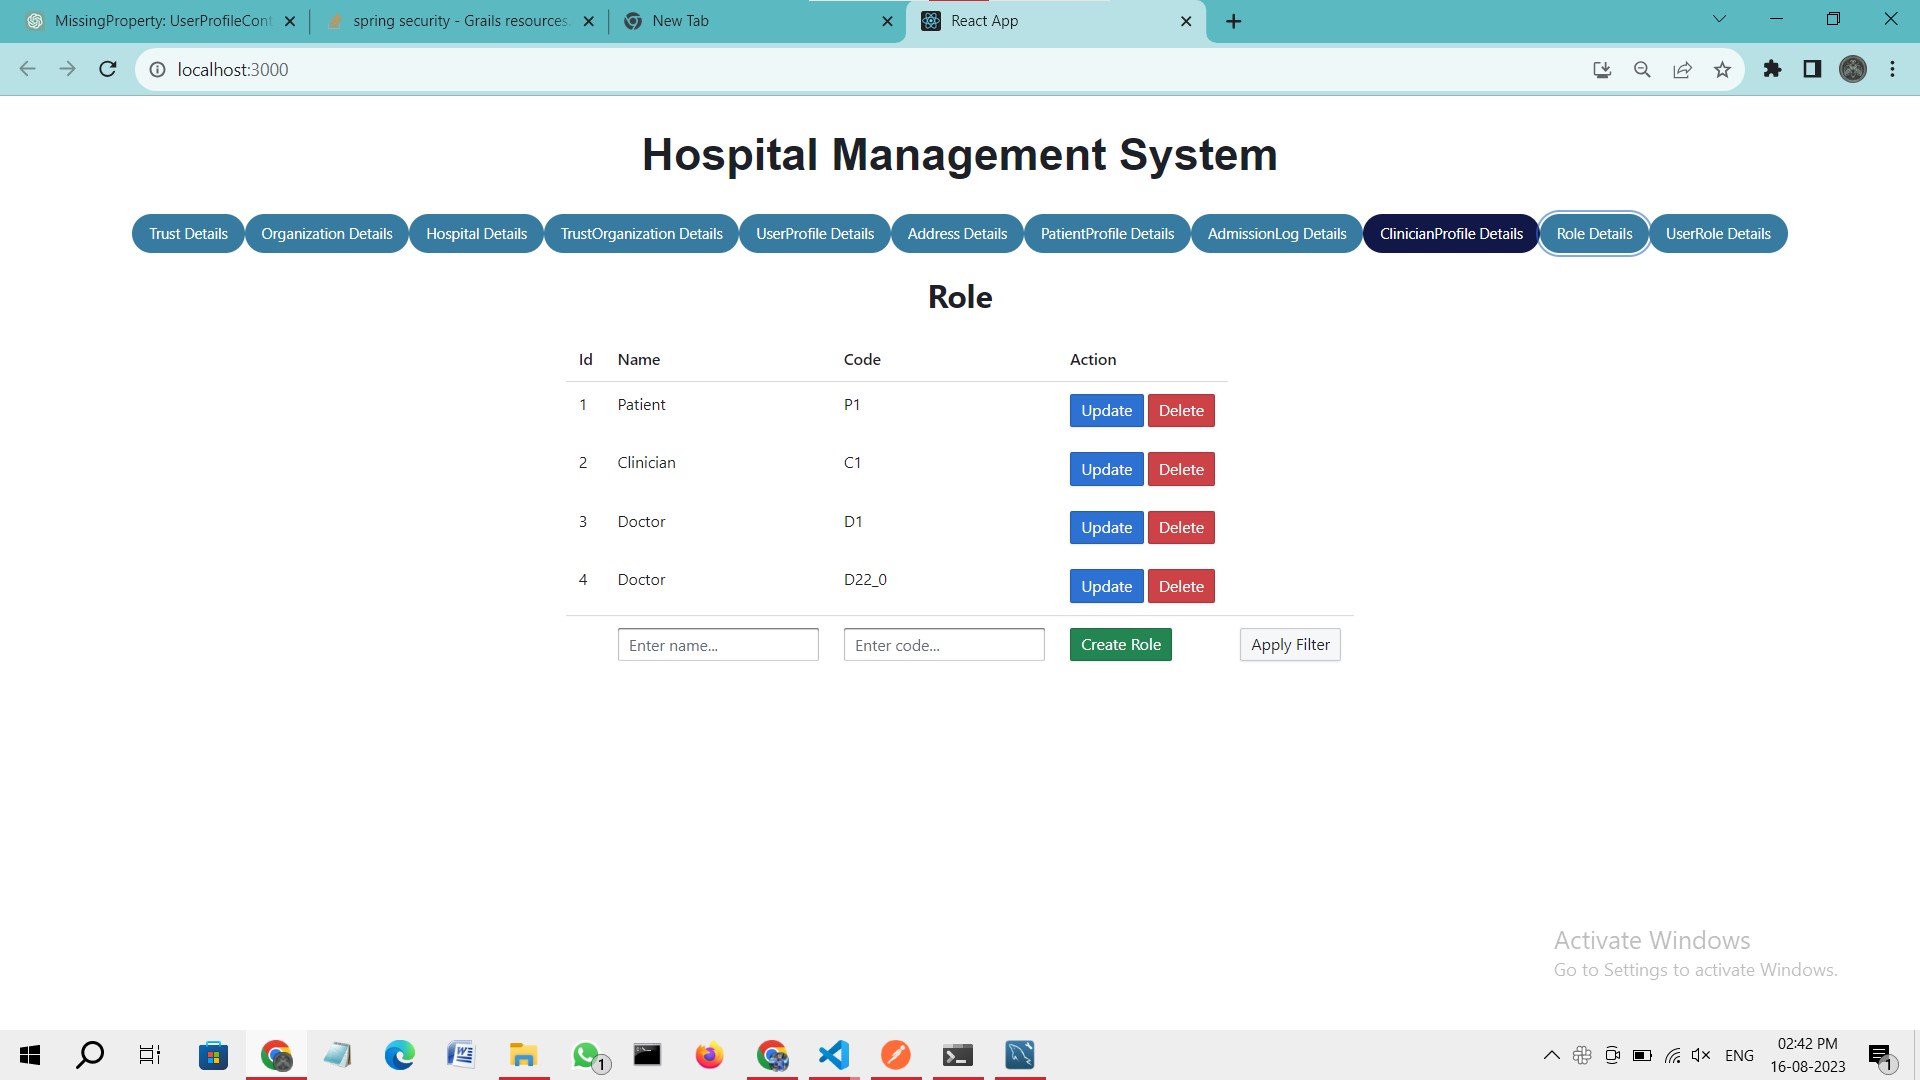 MissingProperty: UserProfileCont
spring security - Grails resources.
New Tab
React App
localhost:3000
Hospital Management System
Trust Details Organization Details Hospital Details TrustOrganization Details UserProfile Details Address Details PatientProfile Details AdmissionLog Details ClinicianProfile Details Role Details UserRole Details
Role
Id Name Code Action
1 Patient P1 Update Delete
2 Clinician C1 Update Delete
3 Doctor D1 Update Delete
4 Doctor D22_0 Update Delete
Enter name... Enter code... Create Role Apply Filter
Activate Windows
Go to Settings to activate Windows.
1
ENG
02:42 PM
16-08-2023
1